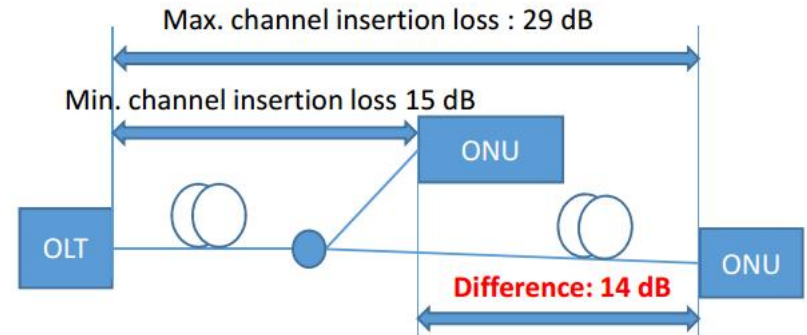 Max. channel insertion loss : 29 dB
Min. channel insertion loss 15 dB
ONU
OLT
ONU
Difference: 14 dB